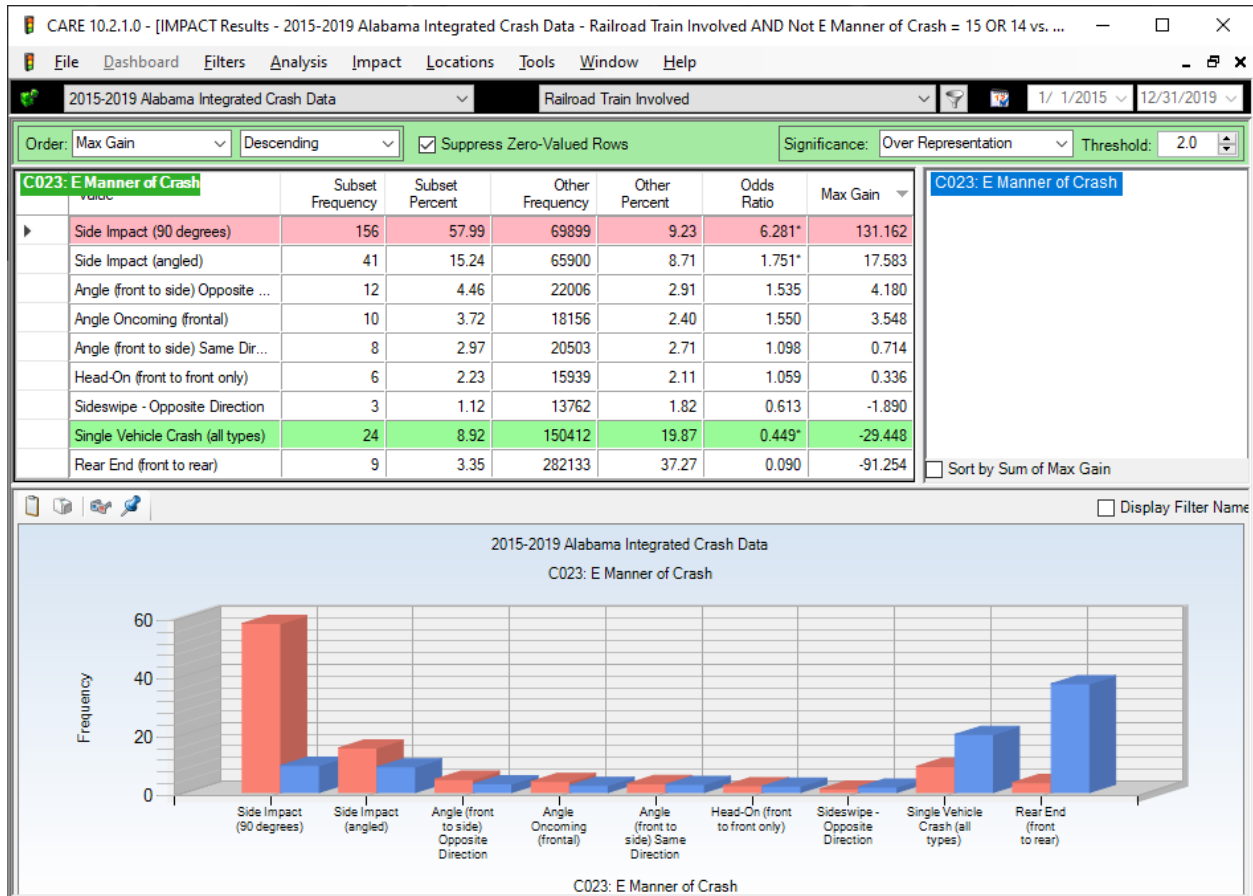 CARE 10.2.1.0 - [IMPACT Results - 2015-2019 Alabama Integrated Crash Data - Railroad Train Involved AND Not E Manner of Crash = 15 OR 14 vs. ...
File Dashboard Filters Analysis Impact Locations Tools Window Help
2015-2019 Alabama Integrated Crash Data Railroad Train Involved 1/ 1/2015 12/31/2019
Order: Max Gain Descending Suppress Zero-Valued Rows Significance: Over Representation Threshold: 2.0
C023: E Manner of Crash Subset Frequency Subset Percent Other Frequency Other Percent Odds Ratio Max Gain C023: E Manner of Crash
Side Impact (90 degrees) 156 57.99 69899 9.23 6.281* 131.162
Side Impact (angled) 41 15.24 65900 8.71 1.751* 17.583
Angle (front to side) Opposite ... 12 4.46 22006 2.91 1.535 4.180
Angle Oncoming (frontal) 10 3.72 18156 2.40 1.550 3.548
Angle (front to side) Same Dir... 8 2.97 20503 2.71 1.098 0.714
Head-On (front to front only) 6 2.23 15939 2.11 1.059 0.336
Sideswipe - Opposite Direction 3 1.12 13762 1.82 0.613 -1.890
Single Vehicle Crash (all types) 24 8.92 150412 19.87 0.449* -29.448
Rear End (front to rear) 9 3.35 282133 37.27 0.090 -91.254
Sort by Sum of Max Gain
Display Filter Name
2015-2019 Alabama Integrated Crash Data
C023: E Manner of Crash
Frequency
60
40
20
0
Side Impact (90 degrees)
Side Impact (angled)
Angle (front to side) Opposite Direction
Angle Oncoming (frontal)
Angle (front to side) Same Direction
Head-On (front to front only)
Sideswipe - Opposite Direction
Single Vehicle Crash (all types)
Rear End (front to rear)
C023: E Manner of Crash